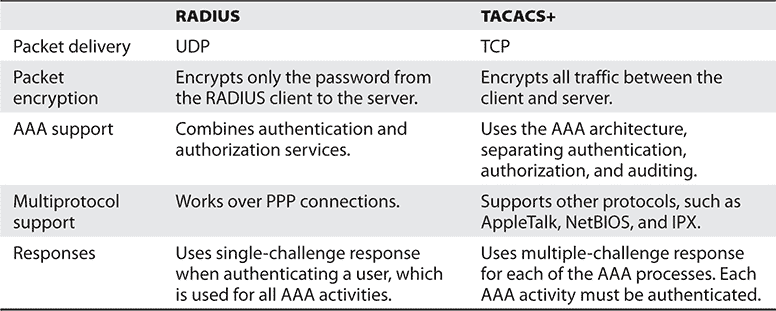 RADIUS TACACS+
Packet delivery UDP TCP
Packet encryption Encrypts only the password from the RADIUS client to the server. Encrypts all traffic between the client and server.
AAA support Combines authentication and authorization services. Uses the AAA architecture, separating authentication, authorization, and auditing.
Multiprotocol support Works over PPP connections. Supports other protocols, such as AppleTalk, NetBIOS, and IPX.
Responses Uses single-challenge response when authenticating a user, which is used for all AAA activities. Uses multiple-challenge response for each of the AAA processes. Each AAA activity must be authenticated.